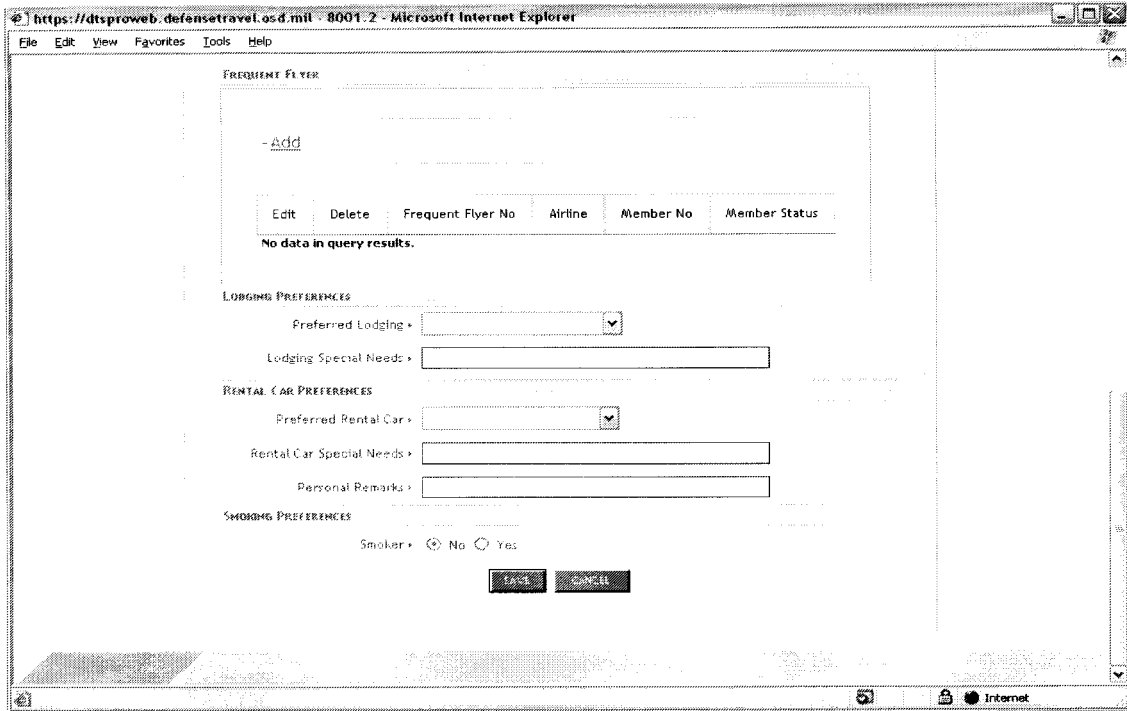 https://dtsproweb.defensetravel.osd.mil - 8001.2 - Microsoft Internet Explorer
File Edit View Favorites Tools Help
FREQUENT FLYER
- Add
Edit Delete Frequent Flyer No Airline Member No Member Status
No data in query results.
LODGING PREFERENCES
Preferred Lodging
Lodging Special Needs
RENTAL CAR PREFERENCES
Preferred Rental Car
Rental Car Special Needs
Personal Remarks
SMOKING PREFERENCES
Smoker No Yes
SAVE CANCEL
Internet